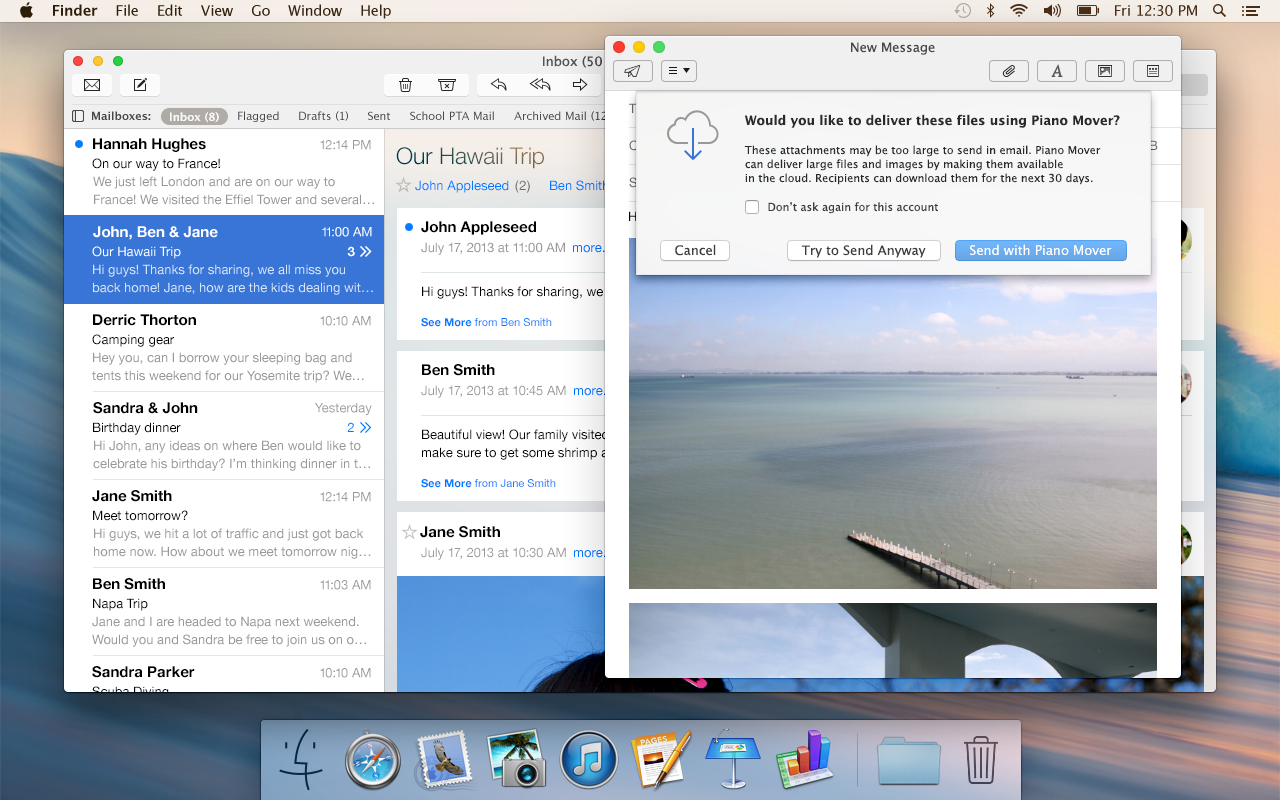 Finder File Edit View Go Window Help
Fri 12:30 PM
Inbox (50
Mailboxes: Inbox (8) Flagged Drafts (1) Sent School PTA Mail Archived Mail (12
Hannah Hughes 12:14 PM
On our way to France!
We just left London and are on our way to
France! We visited the Effiel Tower and several...
John, Ben & Jane 11:00 AM
Our Hawaii Trip 3
Hi guys! Thanks for sharing, we all miss you
back home! Jane, how are the kids dealing wit...
Derric Thorton 10:10 AM
Camping gear
Hey you, can I borrow your sleeping bag and
tents this weekend for our Yosemite trip? We...
Sandra & John Yesterday
Birthday dinner 2
Hi John, any ideas on where Ben would like to
celebrate his birthday? I'm thinking dinner in t...
Jane Smith 12:14 PM
Meet tomorrow?
Hi guys, we hit a lot of traffic and just got back
home now. How about we meet tomorrow nig...
Ben Smith 11:03 AM
Napa Trip
Jane and I are headed to Napa next weekend.
Would you and Sandra be free to join us on o...
Sandra Parker 10:10 AM
Scuba Diving
Our Hawaii Trip
John Appleseed (2) Ben Smith
John Appleseed
July 17, 2013 at 11:00 AM more.
Hi guys! Thanks for sharing, we
See More from Ben Smith
Ben Smith
July 17, 2013 at 10:45 AM more.
Beautiful view! Our family visited
make sure to get some shrimp a
See More from Jane Smith
Jane Smith
July 17, 2013 at 10:30 AM more.
New Message
Would you like to deliver these files using Piano Mover?
These attachments may be too large to send in email. Piano Mover
can deliver large files and images by making them available
in the cloud. Recipients can download them for the next 30 days.
Don't ask again for this account
Cancel Try to Send Anyway Send with Piano Mover
PAGES